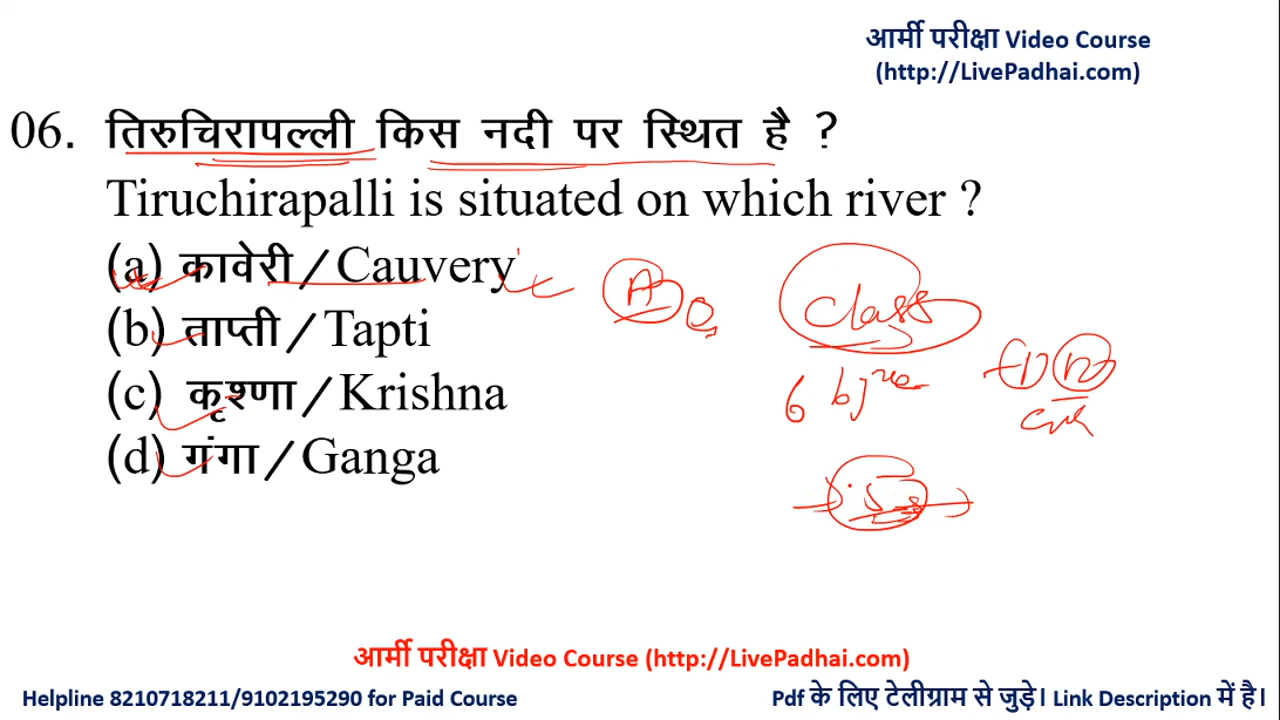 आर्मी परीक्षा Video Course
(http://LivePadhai.com)
06. तिरुचिरापल्ली किस नदी पर स्थित है ?
Tiruchirapalli is situated on which river ?
(a) कावेरी/Cauvery
(b) ताप्ती/Tapti
(c) कृश्णा/Krishna
(d) गंगा/Ganga
A
Class
6
आर्मी परीक्षा Video Course (http://LivePadhai.com)
Helpline 8210718211/9102195290 for Paid Course
Pdf के लिए टेलीग्राम से जुड़े। Link Description में है।